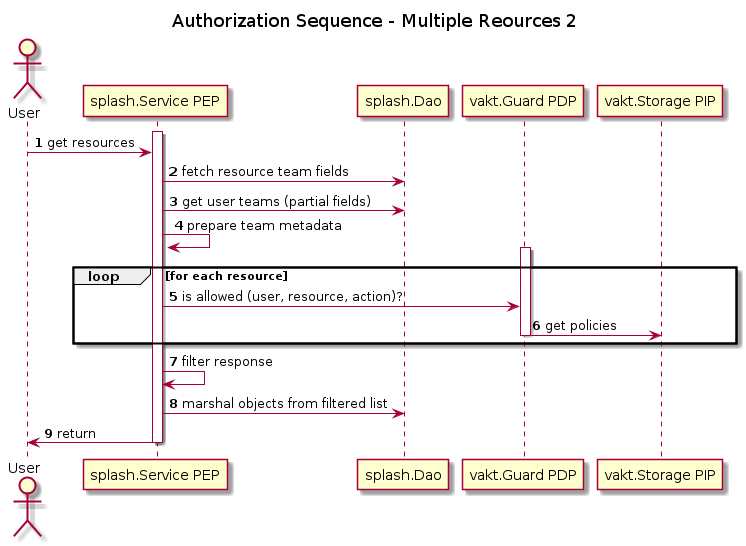 Authorization Sequence - Multiple Reources 2
User
splash.Service PEP
splash.Dao
vakt.Guard PDP
vakt.Storage PIP
1 get resources
2 fetch resource team fields
3 get user teams (partial fields)
4 prepare team metadata
loop [for each resource]
5 is allowed (user, resource, action)?
6 get policies
7 filter response
8 marshal objects from filtered list
9 return
User
splash.Service PEP
splash.Dao
vakt.Guard PDP
vakt.Storage PIP